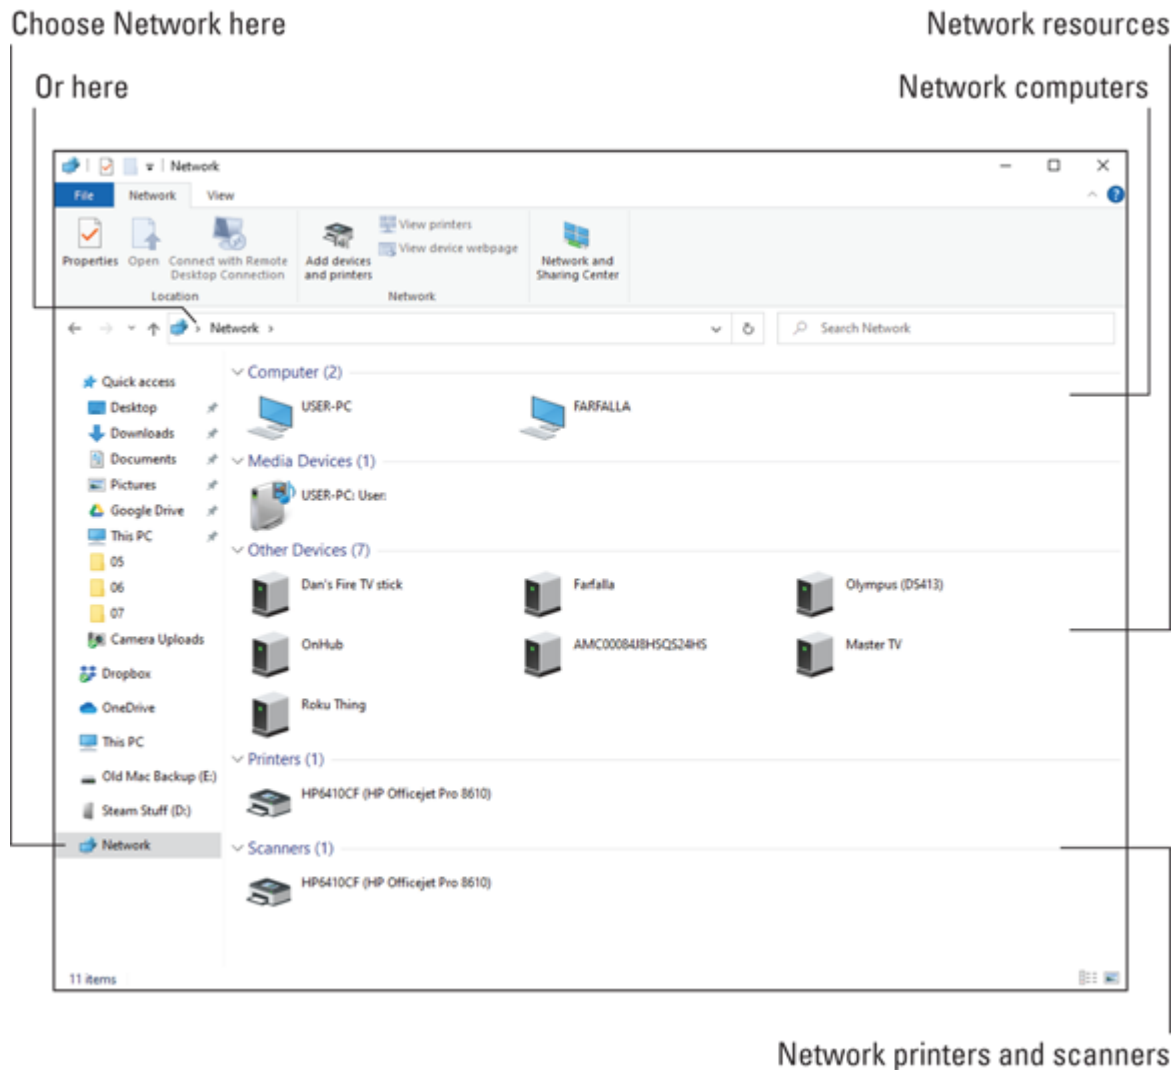 Choose Network here
Network resources
Or here
Network computers
Network
File Network View
Properties
Open
Connect with Remote
Desktop Connection
Location
Add devices
and printers
View printers
View device webpage
Network
Network and
Sharing Center
Network
Search Network
Quick access
Desktop
Downloads
Documents
Pictures
Google Drive
This PC
05
06
07
Camera Uploads
Dropbox
OneDrive
This PC
Old Mac Backup (E:)
Steam Stuff (D:)
Network
Computer (2)
USER-PC
FARFALLA
Media Devices (1)
USER-PC: User:
Other Devices (7)
Dan's Fire TV stick
Farfalla
Olympus (DS413)
OnHub
AMC00084J8HSQS24HS
Master TV
Roku Thing
Printers (1)
HP6410CF (HP Officejet Pro 8610)
Scanners (1)
HP6410CF (HP Officejet Pro 8610)
11 items
Network printers and scanners